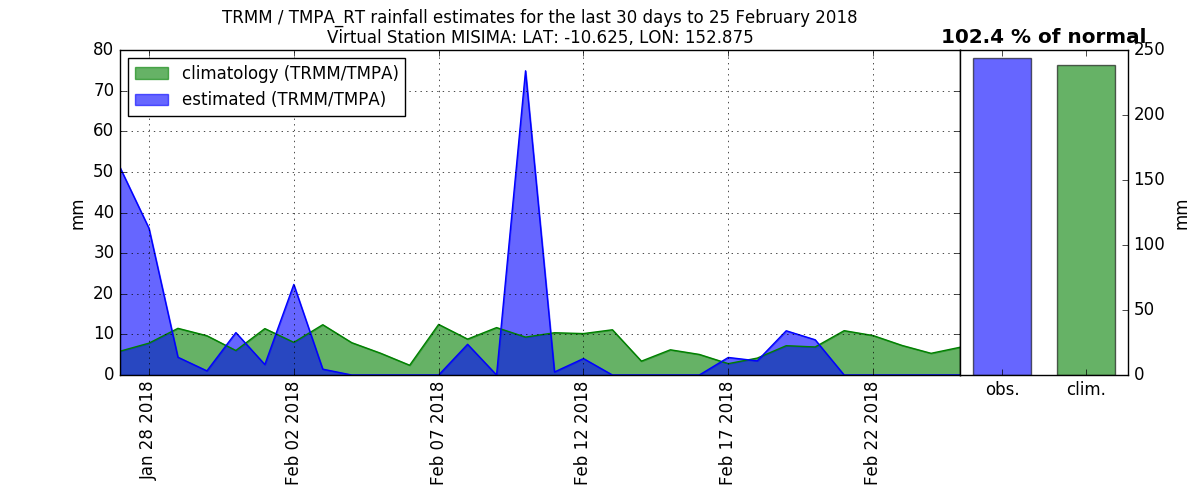 TRMM / TMPA_RT rainfall estimates for the last 30 days to 25 February 2018
Virtual Station MISIMA: LAT: -10.625, LON: 152.875
102.4 % of normal
climatology (TRMM/TMPA)
estimated (TRMM/TMPA)
80
70
60
50
40
30
20
10
0
mm
Jan 28 2018
Feb 02 2018
Feb 07 2018
Feb 12 2018
Feb 17 2018
Feb 22 2018
obs.
clim.
250
200
150
100
50
0
mm